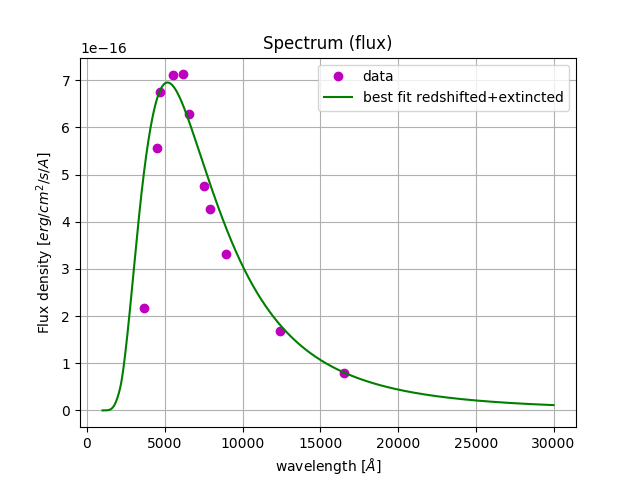 Spectrum (flux)
1e−16
data
best fit redshifted+extincted
7
6
5
4
3
2
1
0
Flux density [erg/cm²/s/A]
0 5000 10000 15000 20000 25000 30000
wavelength [Å]